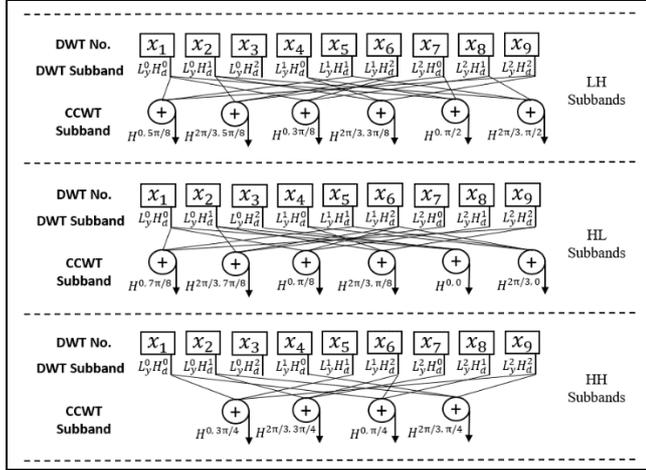 DWT No. x₁ x₂ x₃ x₄ x₅ x₆ x₇ x₈ x₉
DWT Subband L_y^0H_d^0 L_y^0H_d^1 L_y^0H_d^2 L_y^1H_d^0 L_y^1H_d^1 L_y^1H_d^2 L_y^2H_d^0 L_y^2H_d^1 L_y^2H_d^2
LH
Subbands
CCWT + + + + + +
Subband H^{0.5π/8} H^{2π/3.5π/8} H^{0.3π/8} H^{2π/3.3π/8} H^{0.π/2} H^{2π/3.π/2}
DWT No. x₁ x₂ x₃ x₄ x₅ x₆ x₇ x₈ x₉
DWT Subband L_y^0H_d^0 L_y^0H_d^1 L_y^0H_d^2 L_y^1H_d^0 L_y^1H_d^1 L_y^1H_d^2 L_y^2H_d^0 L_y^2H_d^1 L_y^2H_d^2
HL
Subbands
CCWT + + + + + +
Subband H^{0.7π/8} H^{2π/3.7π/8} H^{0.π/8} H^{2π/3.π/8} H^{0.0} H^{2π/3.0}
DWT No. x₁ x₂ x₃ x₄ x₅ x₆ x₇ x₈ x₉
DWT Subband L_y^0H_d^0 L_y^0H_d^1 L_y^0H_d^2 L_y^1H_d^0 L_y^1H_d^1 L_y^1H_d^2 L_y^2H_d^0 L_y^2H_d^1 L_y^2H_d^2
HH
Subbands
CCWT + + + +
Subband H^{0.3π/4} H^{2π/3.3π/4} H^{0.π/4} H^{2π/3.π/4}